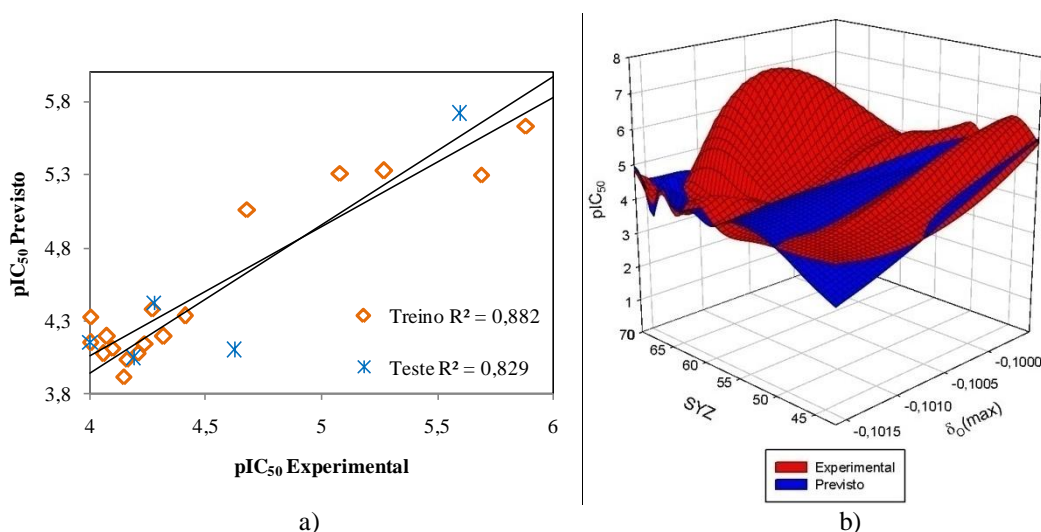 5,8
5,3
4,8
4,3
3,8
pIC₅₀ Previsto
Treino R² = 0,882
Teste R² = 0,829
4
4,5
5
5,5
6
pIC₅₀ Experimental
a)
8
7
6
5
4
3
2
1
pIC₅₀
70
65
60
55
50
45
SYZ
-0,1000
-0,1005
-0,1010
-0,1015
δ₀(max)
Experimental
Previsto
b)